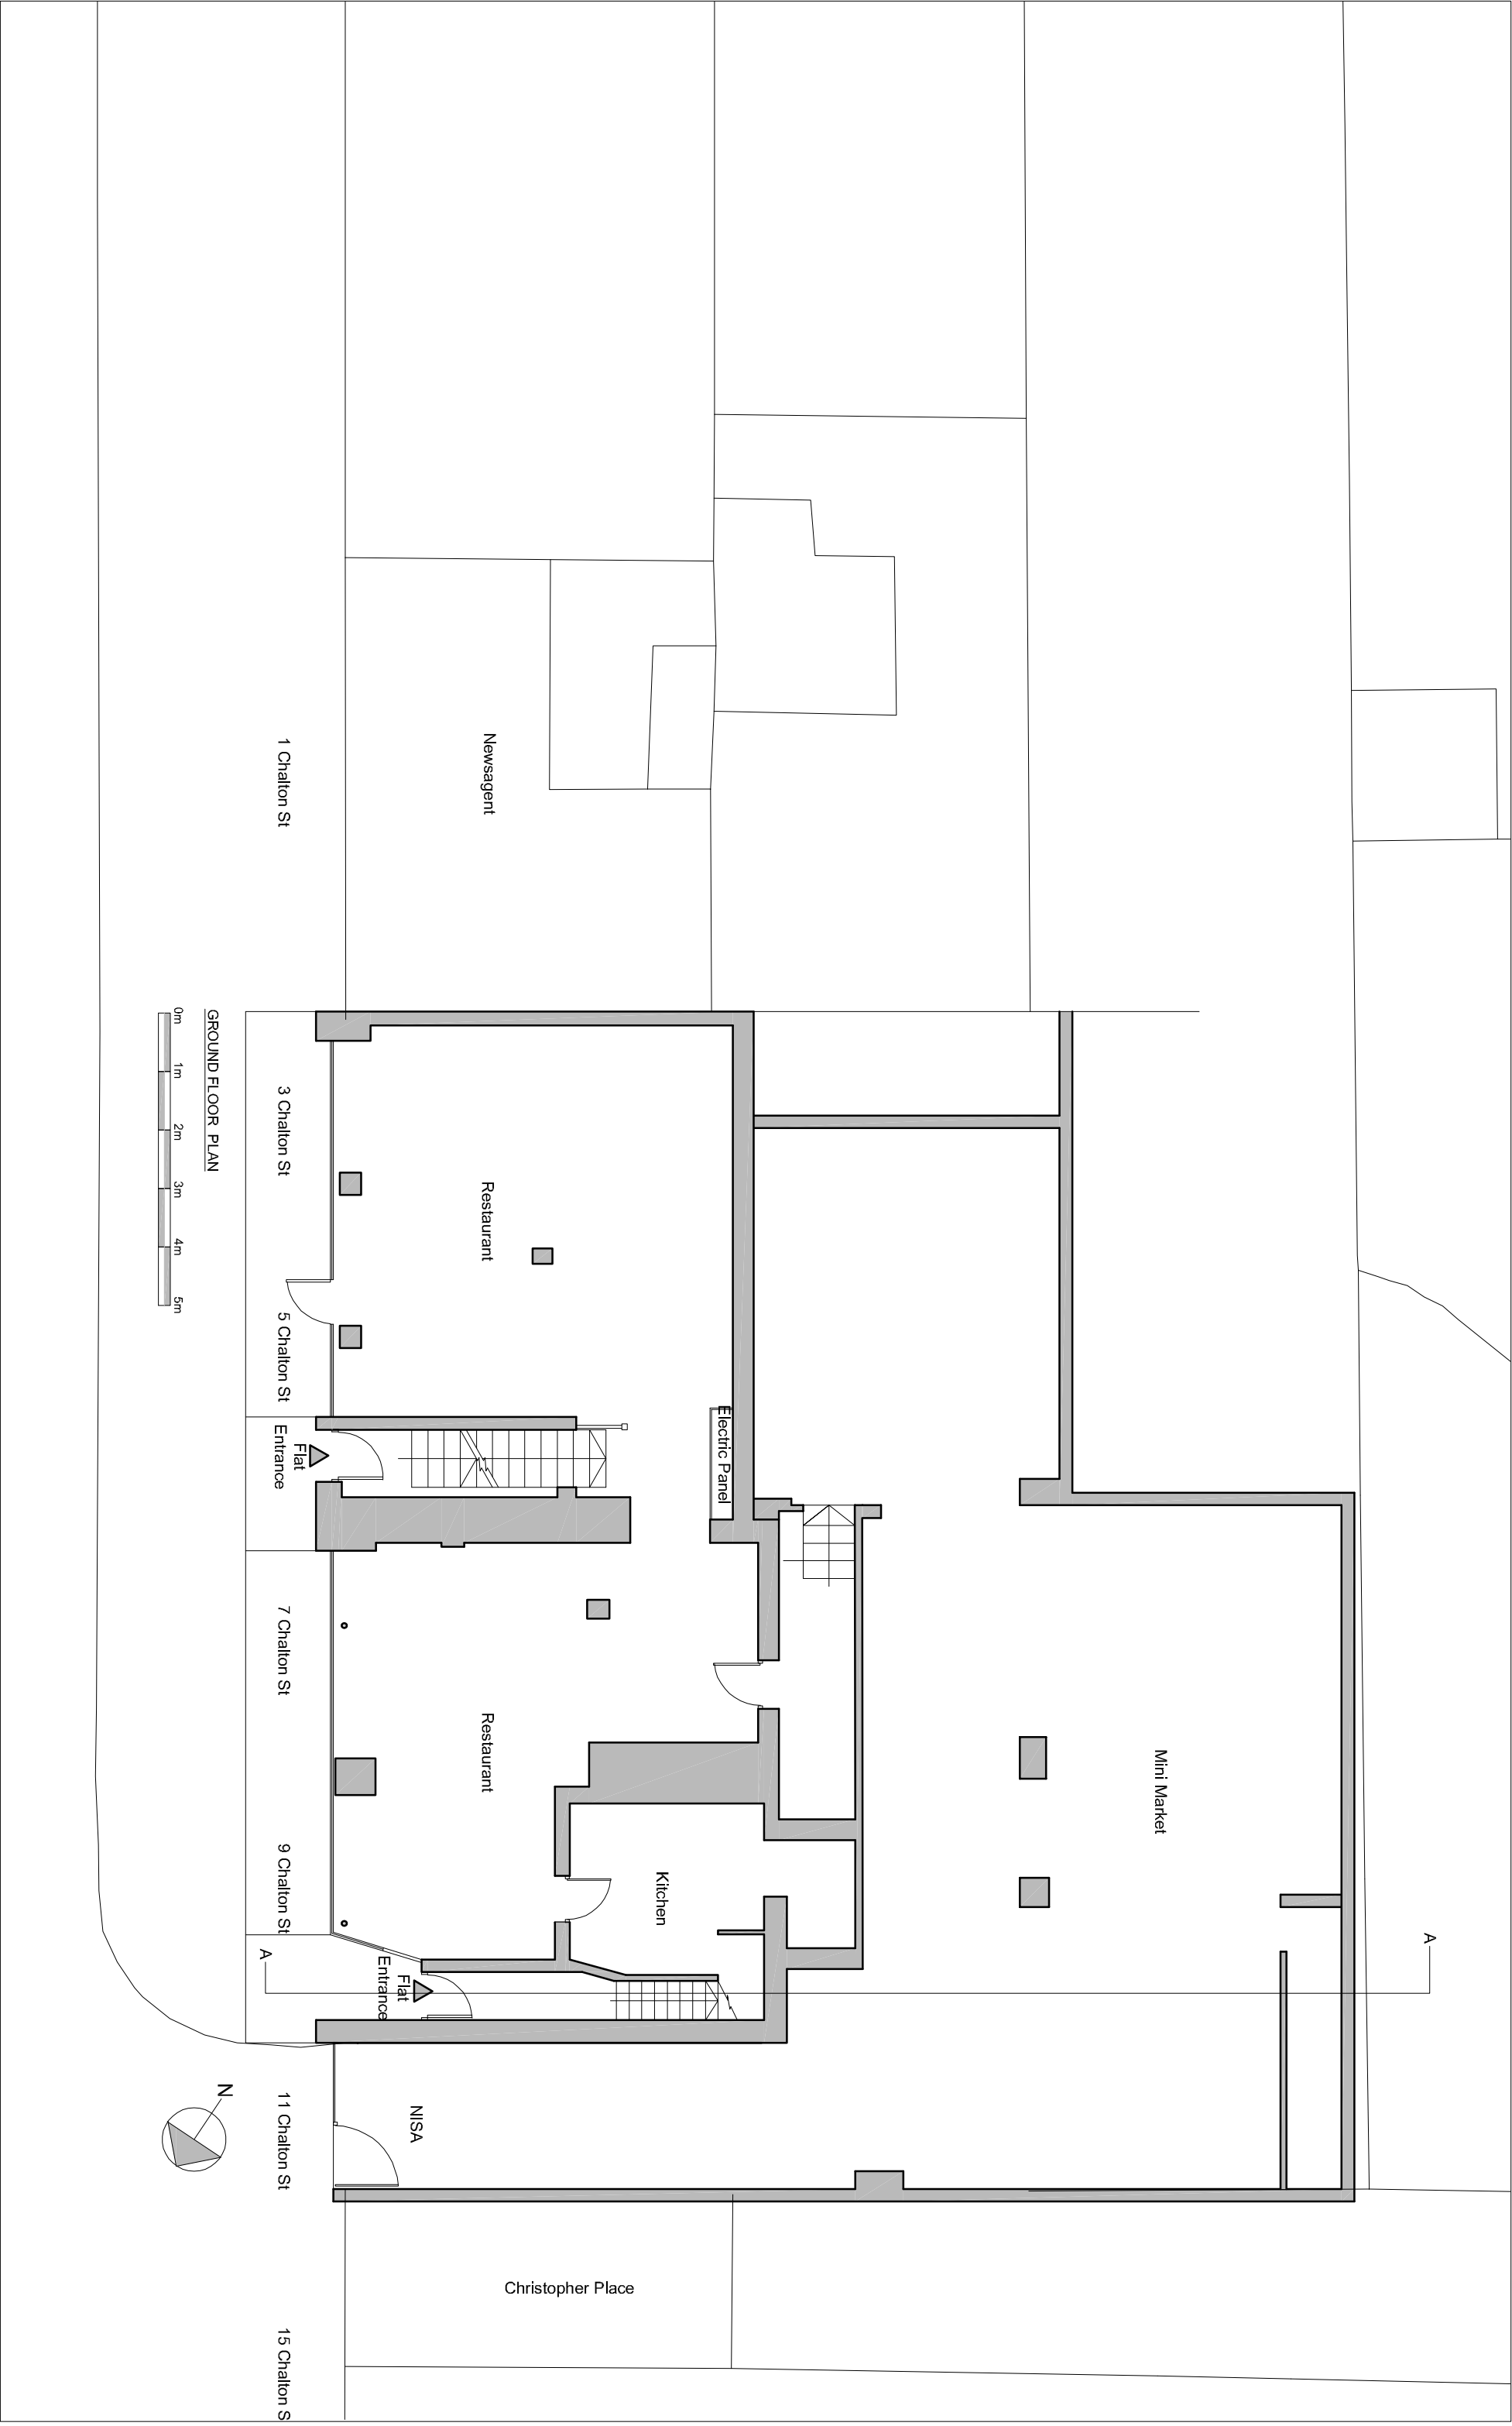 Newsagent
1 Chalton St
GROUND FLOOR PLAN
0m
1m
2m
3m
4m
5m
3 Chalton St
Restaurant
5 Chalton St
Electric Panel
Flat
Entrance
7 Chalton St
Restaurant
Mini Market
9 Chalton St
Kitchen
A
A
Flat
Entrance
N
11 Chalton St
NISA
Christopher Place
15 Chalton S